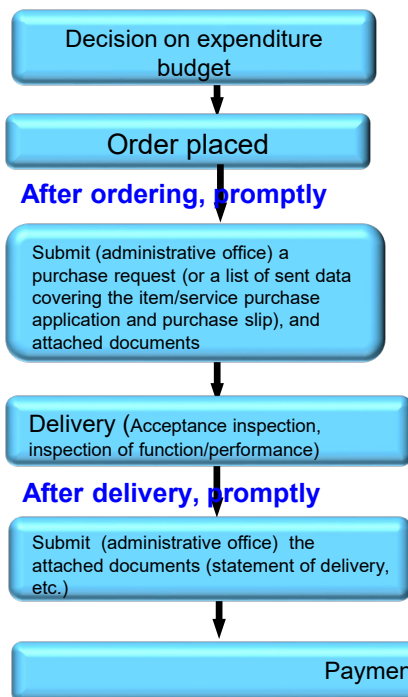 Decision on expenditure
budget
Order placed
After ordering, promptly
Submit (administrative office) a
purchase request (or a list of sent data
covering the item/service purchase
application and purchase slip), and
attached documents
Delivery (Acceptance inspection,
inspection of function/performance)
After delivery, promptly
Submit (administrative office) the
attached documents (statement of delivery,
etc.)
Paymen